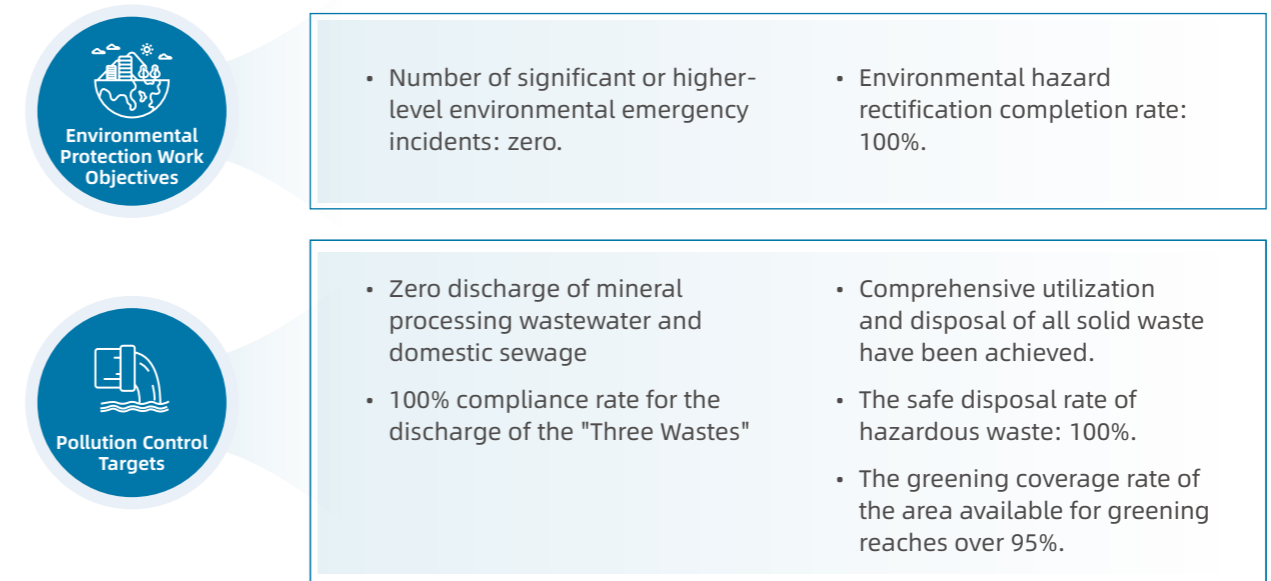 Environmental
Protection Work
Objectives
• Number of significant or higher-
level environmental emergency
incidents: zero.
• Environmental hazard
rectification completion rate:
100%.
Pollution Control
Targets
• Zero discharge of mineral
processing wastewater and
domestic sewage
• 100% compliance rate for the
discharge of the "Three Wastes"
• Comprehensive utilization
and disposal of all solid waste
have been achieved.
• The safe disposal rate of
hazardous waste: 100%.
• The greening coverage rate of
the area available for greening
reaches over 95%.